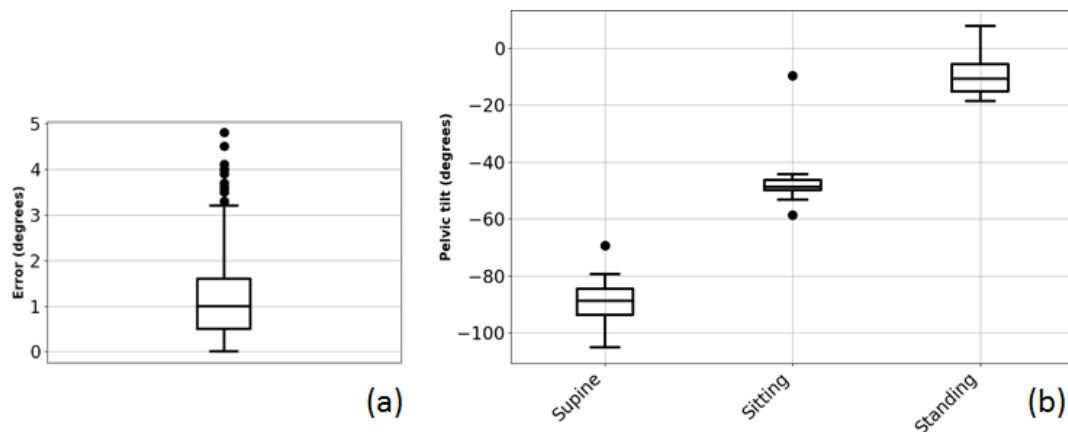 Error (degrees)
5
4
3
2
1
0
(a)
Pelvic tilt (degrees)
0
−20
−40
−60
−80
−100
Supine
Sitting
Standing
(b)